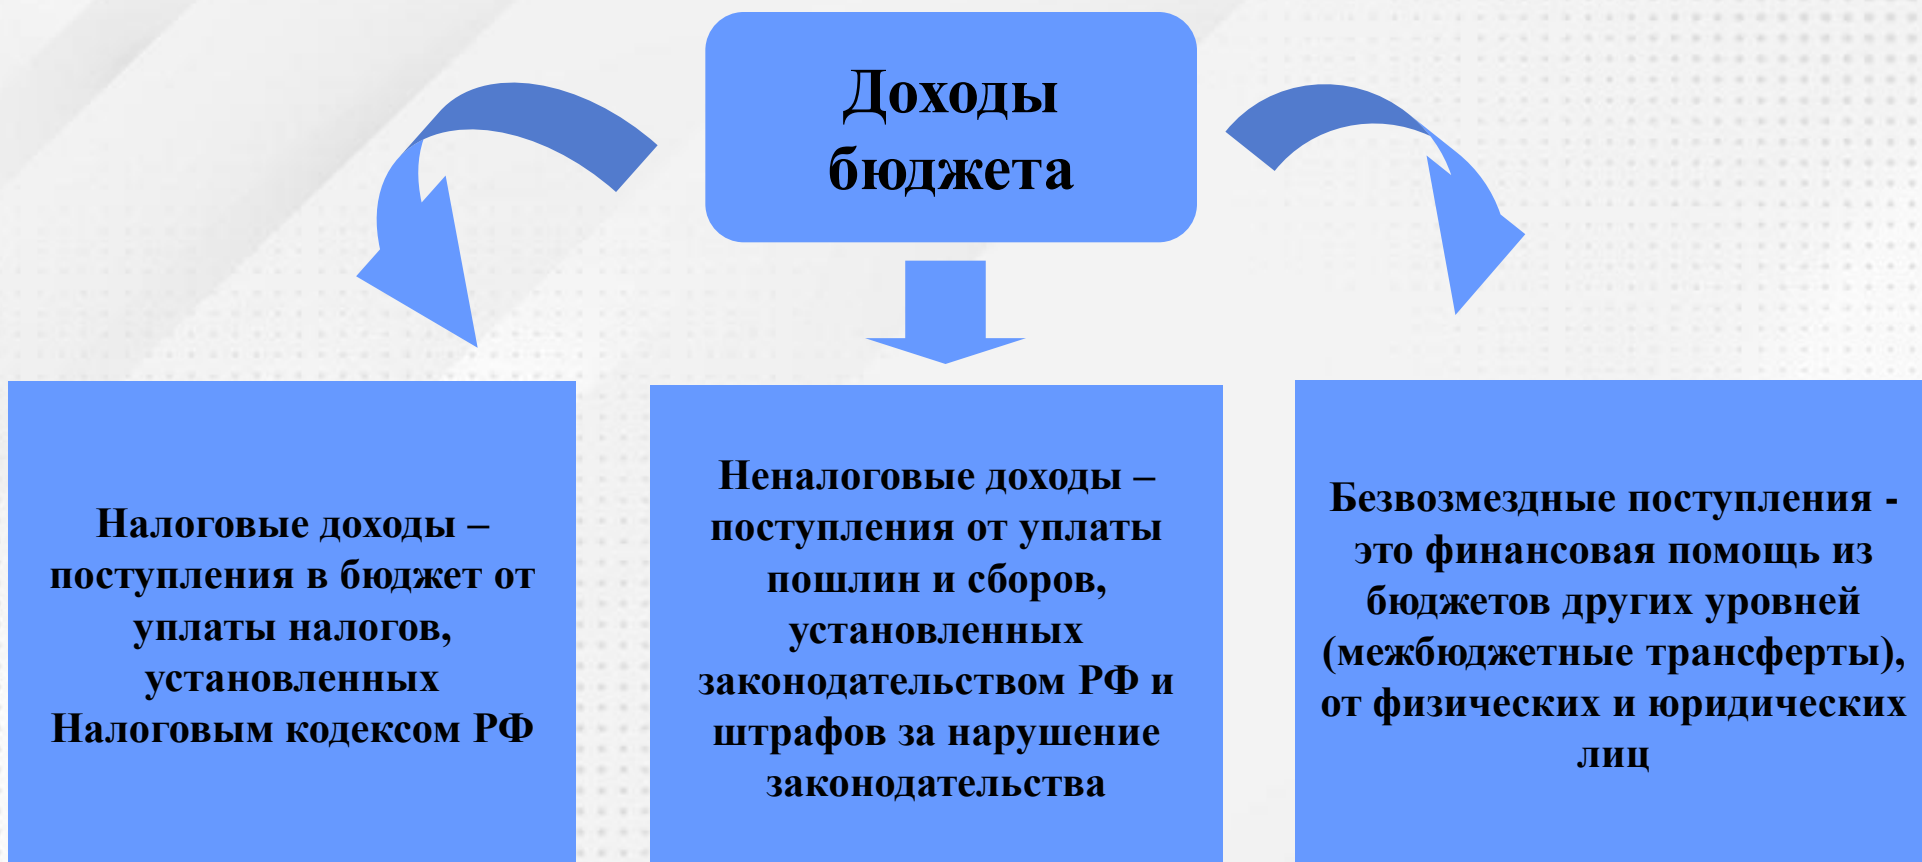 Доходы
бюджета
Налоговые доходы –
поступления в бюджет от
уплаты налогов,
установленных
Налоговым кодексом РФ
Неналоговые доходы –
поступления от уплаты
пошлин и сборов,
установленных
законодательством РФ и
штрафов за нарушение
законодательства
Безвозмездные поступления -
это финансовая помощь из
бюджетов других уровней
(межбюджетные трансферты),
от физических и юридических
лиц